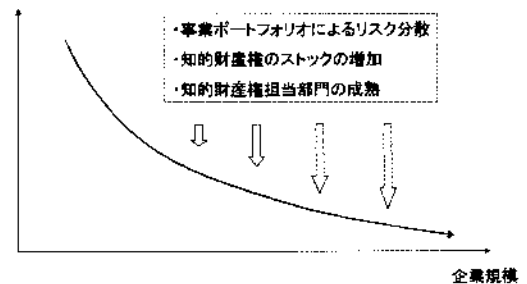 ・事業ポートフォリオによるリスク分散
・知的財産権のストックの増加
・知的財産権担当部門の成熟
企業規模